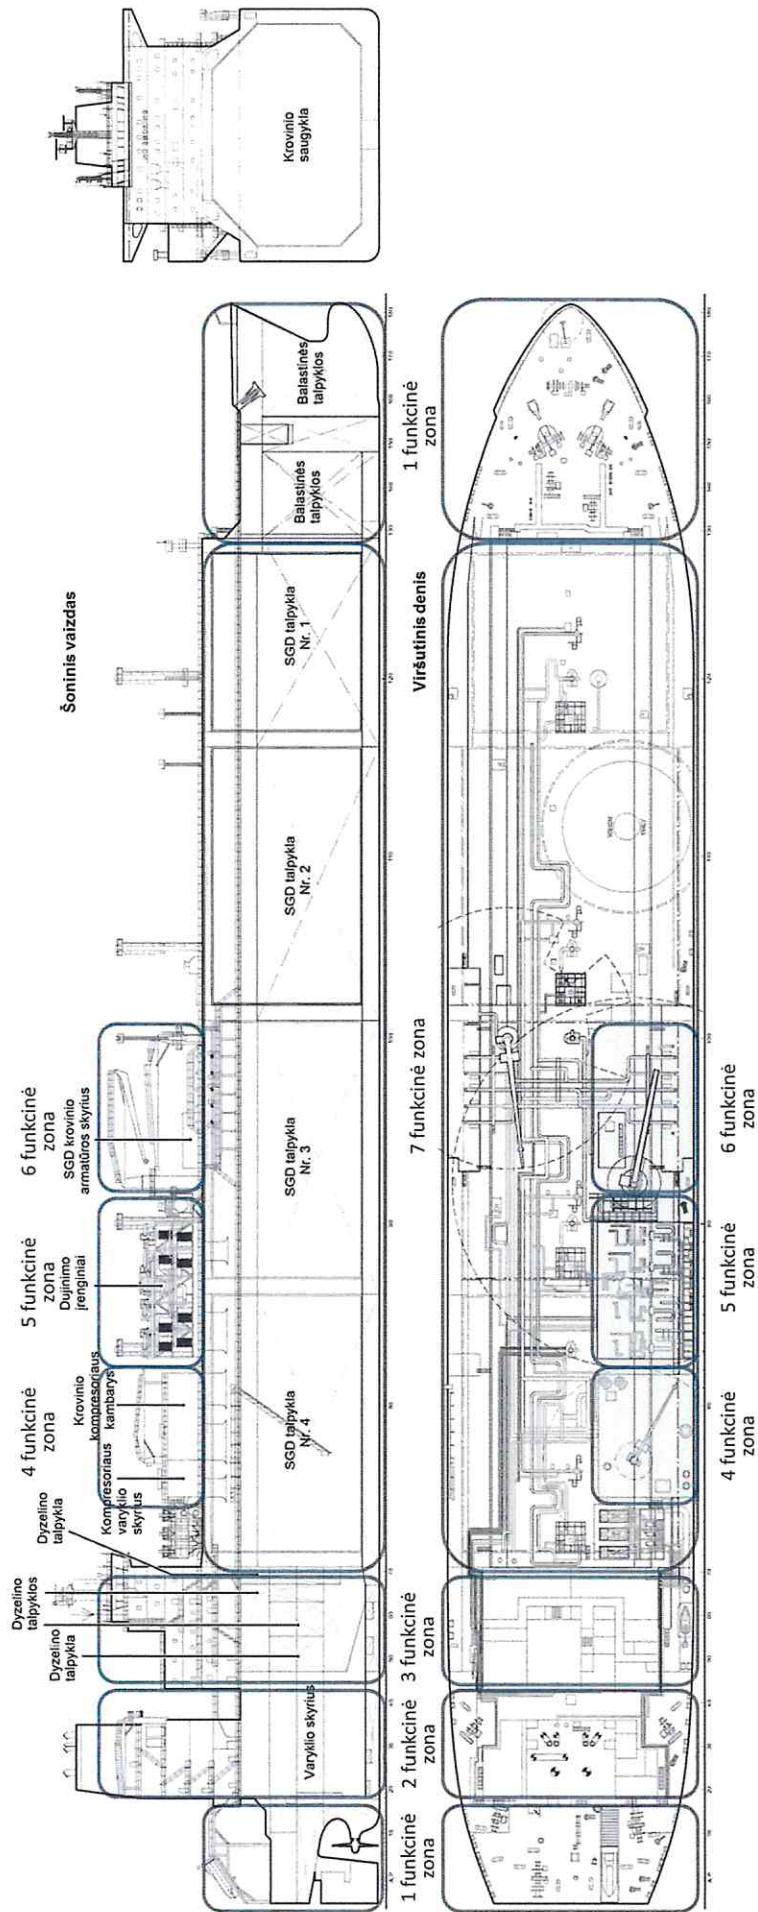 Krovinio
saugykla
Šoninis vaizdas
6 funkcinė
zona
SGD krovinio
armatūros skyrius
5 funkcinė
zona
Dujinimo
įrenginiai
4 funkcinė
zona
Krovinio
kompresoriaus
kambarys
Kompresoriaus
variklio
skyrius
Dyzelino
talpykla
Dyzelino
talpyklos
Dyzelino
talpykla
Varyklio skyrius
SGD talpykla
Nr. 4
SGD talpykla
Nr. 3
SGD talpykla
Nr. 2
SGD talpykla
Nr. 1
Balastinės
talpyklos
Balastinės
talpyklos
1 funkcinė
zona
2 funkcinė
zona
3 funkcinė
zona
7 funkcinė zona
Viršutinis denis
1 funkcinė
zona
4 funkcinė
zona
5 funkcinė
zona
6 funkcinė
zona